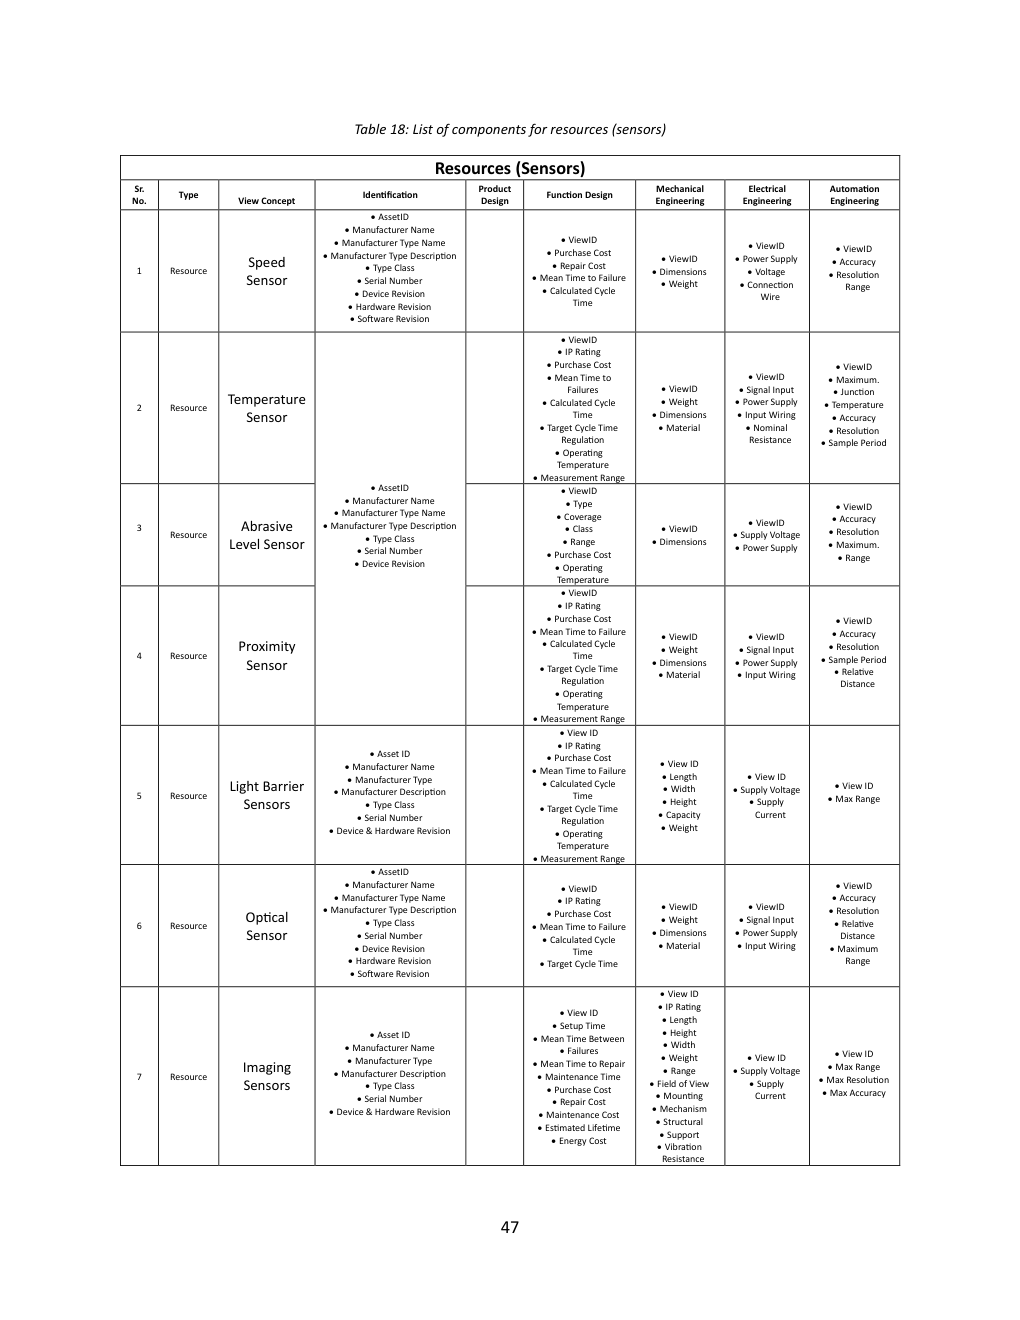 Table 18: List of components for resources (sensors)
Resources (Sensors)
Sr.
No.
Type
View Concept
Identification
Product
Design
Function Design
Mechanical
Engineering
Electrical
Engineering
Automation
Engineering
1
Resource
Speed
Sensor
• AssetID
• Manufacturer Name
• Manufacturer Type Name
• Manufacturer Type Description
• Type Class
• Serial Number
• Device Revision
• Hardware Revision
• Software Revision
• ViewID
• Purchase Cost
• Repair Cost
• Mean Time to Failure
• Calculated Cycle
Time
• ViewID
• Dimensions
• Weight
• ViewID
• Power Supply
• Voltage
• Connection
Wire
• ViewID
• Accuracy
• Resolution
Range
2
Resource
Temperature
Sensor
• AssetID
• Manufacturer Name
• Manufacturer Type Name
• Manufacturer Type Description
• Type Class
• Serial Number
• Device Revision
• ViewID
• IP Rating
• Purchase Cost
• Mean Time to
Failures
• Calculated Cycle
Time
• Target Cycle Time
Regulation
• Operating
Temperature
• Measurement Range
• ViewID
• Weight
• Dimensions
• Material
• ViewID
• Signal Input
• Power Supply
• Input Wiring
• Nominal
Resistance
• ViewID
• Maximum.
• Junction
• Temperature
• Accuracy
• Resolution
• Sample Period
3
Resource
Abrasive
Level Sensor
• ViewID
• Type
• Coverage
• Class
• Range
• Purchase Cost
• Operating
Temperature
• ViewID
• Dimensions
• ViewID
• Supply Voltage
• Power Supply
• ViewID
• Accuracy
• Resolution
• Maximum.
• Range
4
Resource
Proximity
Sensor
• ViewID
• IP Rating
• Purchase Cost
• Mean Time to Failure
• Calculated Cycle
Time
• Target Cycle Time
Regulation
• Operating
Temperature
• Measurement Range
• ViewID
• Weight
• Dimensions
• Material
• ViewID
• Signal Input
• Power Supply
• Input Wiring
• ViewID
• Accuracy
• Resolution
• Sample Period
• Relative
Distance
5
Resource
Light Barrier
Sensors
• Asset ID
• Manufacturer Name
• Manufacturer Type
• Manufacturer Description
• Type Class
• Serial Number
• Device & Hardware Revision
• View ID
• IP Rating
• Purchase Cost
• Mean Time to Failure
• Calculated Cycle
Time
• Target Cycle Time
Regulation
• Operating
Temperature
• Measurement Range
• View ID
• Length
• Width
• Height
• Capacity
• Weight
• View ID
• Supply Voltage
• Supply
Current
• View ID
• Max Range
6
Resource
Optical
Sensor
• AssetID
• Manufacturer Name
• Manufacturer Type Name
• Manufacturer Type Description
• Type Class
• Serial Number
• Device Revision
• Hardware Revision
• Software Revision
• ViewID
• IP Rating
• Purchase Cost
• Mean Time to Failure
• Calculated Cycle
Time
• Target Cycle Time
• ViewID
• Weight
• Dimensions
• Material
• ViewID
• Signal Input
• Power Supply
• Input Wiring
• ViewID
• Accuracy
• Resolution
• Relative
Distance
• Maximum
Range
7
Resource
Imaging
Sensors
• Asset ID
• Manufacturer Name
• Manufacturer Type
• Manufacturer Description
• Type Class
• Serial Number
• Device & Hardware Revision
• View ID
• Setup Time
• Mean Time Between
• Failures
• Mean Time to Repair
• Maintenance Time
• Purchase Cost
• Repair Cost
• Maintenance Cost
• Estimated Lifetime
• Energy Cost
• View ID
• IP Rating
• Length
• Height
• Width
• Weight
• Range
• Field of View
• Mounting
• Mechanism
• Structural
• Support
• Vibration
Resistance
• View ID
• Supply Voltage
• Supply
Current
• View ID
• Max Range
• Max Resolution
• Max Accuracy
47